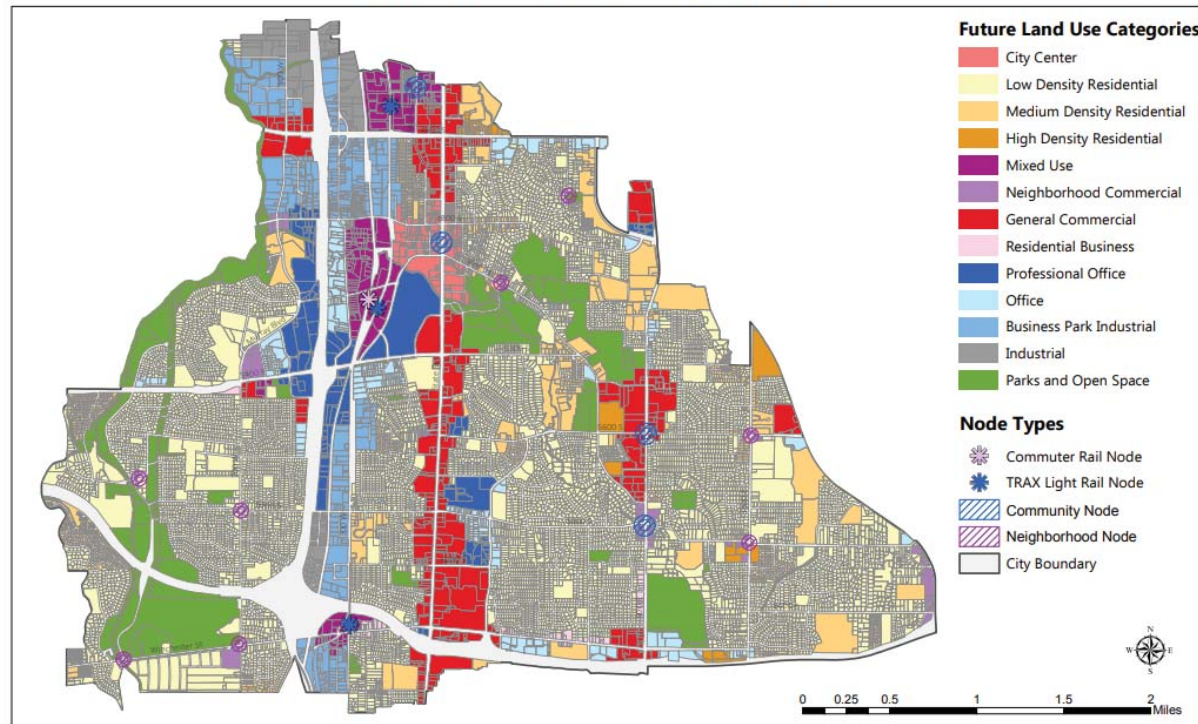 Future Land Use Categories
City Center
Low Density Residential
Medium Density Residential
High Density Residential
Mixed Use
Neighborhood Commercial
General Commercial
Residential Business
Professional Office
Office
Business Park Industrial
Industrial
Parks and Open Space
Node Types
Commuter Rail Node
TRAX Light Rail Node
Community Node
Neighborhood Node
City Boundary
5600 S
Winchester St
N
W E
S
0 0.25 0.5 1 1.5 2
Miles